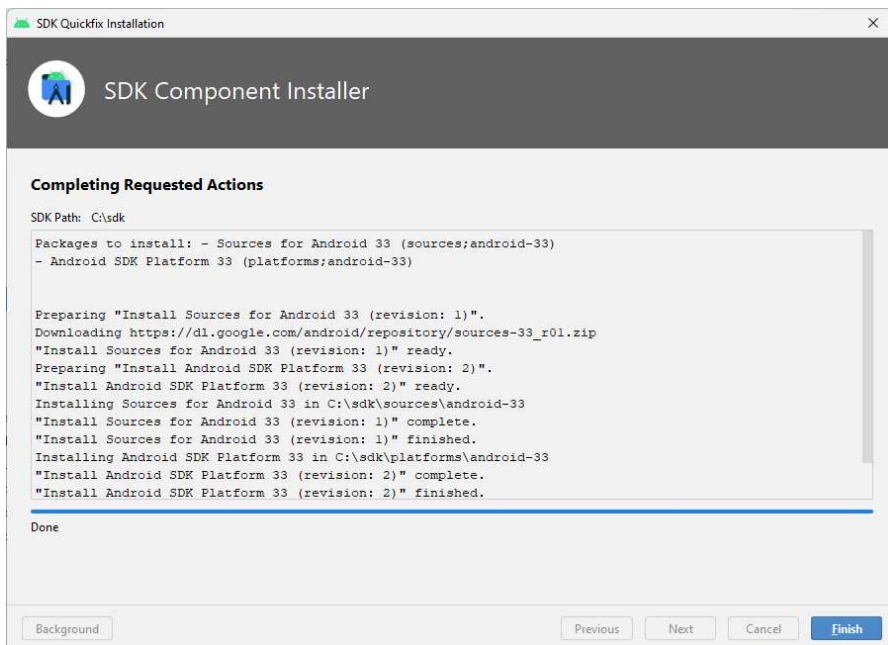 SDK Quickfix Installation
SDK Component Installer
Completing Requested Actions
SDK Path: C:\sdk
Packages to install: - Sources for Android 33 (sources;android-33)
- Android SDK Platform 33 (platforms;android-33)
Preparing "Install Sources for Android 33 (revision: 1)".
Downloading https://dl.google.com/android/repository/sources-33_r01.zip
"Install Sources for Android 33 (revision: 1)" ready.
Preparing "Install Android SDK Platform 33 (revision: 2)".
"Install Android SDK Platform 33 (revision: 2)" ready.
Installing Sources for Android 33 in C:\sdk\sources\android-33
"Install Sources for Android 33 (revision: 1)" complete.
"Install Sources for Android 33 (revision: 1)" finished.
Installing Android SDK Platform 33 in C:\sdk\platforms\android-33
"Install Android SDK Platform 33 (revision: 2)" complete.
"Install Android SDK Platform 33 (revision: 2)" finished.
Done
Background Previous Next Cancel Finish